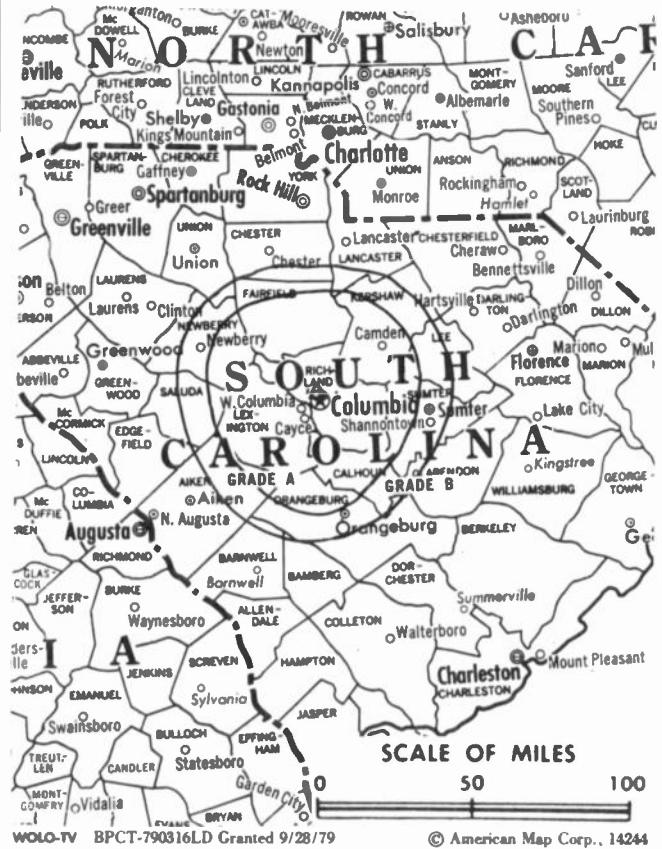 McDOWELL
BURKE
CATAWBA
Mooresville
ROWAN
Salisbury
Asheboro
NORTH CAR
Marion
Newton
RUTHERFORD
Lincolnton
LINCOLN
Kannapolis
CABARRUS
Concord
MONTGOMERY
MOORE
Sanford
LEE
Forest City
CLEVELAND
Gastonia
N. Belmont
W. Concord
Albemarle
Southern Pines
Shelby
MECKLENBURG
STANLY
POLK
Kings Mountain
Belmont
Charlotte
HOKE
GREENVILLE
SPARTANBURG
CHEROKEE
Gaffney
YORK
UNION
ANSON
RICHMOND
SCOTLAND
Spartanburg
Rock Hill
Monroe
Rockingham
Hamlet
Greer
Laurinburg
Greenville
UNION
CHESTER
Lancaster
CHESTERFIELD
MARLBORO
Union
Chester
LANCASTER
Cheraw
Bennettsville
Belton
LAURENS
FAIRFIELD
KERSHAW
Hartsville
DARLINGTON
Dillon
Laurens
Clinton
Darlington
DILLON
NEWBERRY
Newberry
Camden
LEE
ABBEVILLE
Greenwood
Florence
Marion
MARION
GREENWOOD
SOUTH
RICHLAND
FLORENCE
SALUDA
W. Columbia
Columbia
SUMTER
Sumter
McCORMICK
LEXINGTON
Cayce
Shannontown
Lake City
EDGEFIELD
CAROLINA
LINCOLN
CALHOUN
CLARENDON
Kingstree
AIKEN
GRADE A
GRADE B
GEORGETOWN
COLUMBIA
Aiken
ORANGEBURG
WILLIAMSBURG
McDUFFIE
N. Augusta
Orangeburg
BERKELEY
Augusta
RICHMOND
BARNWELL
DORCHESTER
GLASCOCK
Barnwell
BAMBERG
JEFFERSON
BURKE
ALLENDALE
Summerville
Waynesboro
COLLETON
Walterboro
IA
JENKINS
SCREVEN
HAMPTON
Charleston
Mount Pleasant
EMANUEL
Sylvania
CHARLESTON
Swainsboro
JASPER
BULLOCH
EFFINGHAM
TREUTLEN
CANDLER
Statesboro
SCALE OF MILES
Garden City
0 50 100
MONTGOMERY
Vidalia
EVANS
BRYAN
WOLO-TV BPCT-790316LD Granted 9/28/79 © American Map Corp., 14244